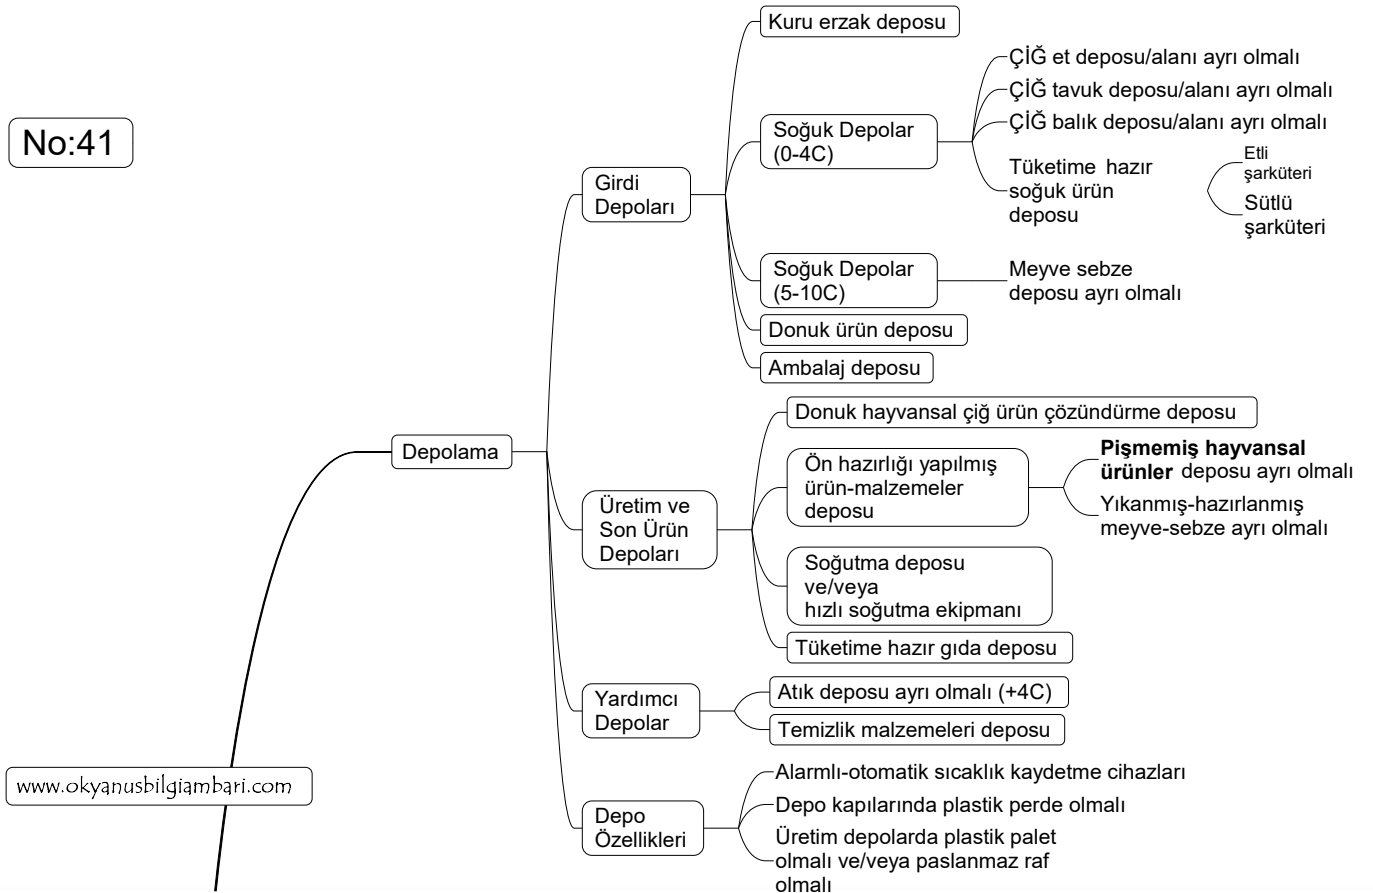 No:41
Depolama
Girdi
Depoları
Kuru erzak deposu
Soğuk Depolar
(0-4C)
ÇİĞ et deposu/alanı ayrı olmalı
ÇİĞ tavuk deposu/alanı ayrı olmalı
ÇİĞ balık deposu/alanı ayrı olmalı
Tüketime hazır
soğuk ürün
deposu
Etli
şarküteri
Sütlü
şarküteri
Soğuk Depolar
(5-10C)
Meyve sebze
deposu ayrı olmalı
Donuk ürün deposu
Ambalaj deposu
Üretim ve
Son Ürün
Depoları
Donuk hayvansal çiğ ürün çözündürme deposu
Ön hazırlığı yapılmış
ürün-malzemeler
deposu
Pişmemiş hayvansal
ürünler deposu ayrı olmalı
Yıkanmış-hazırlanmış
meyve-sebze ayrı olmalı
Soğutma deposu
ve/veya
hızlı soğutma ekipmanı
Tüketime hazır gıda deposu
Yardımcı
Depolar
Atık deposu ayrı olmalı (+4C)
Temizlik malzemeleri deposu
Depo
Özellikleri
Alarmlı-otomatik sıcaklık kaydetme cihazları
Depo kapılarında plastik perde olmalı
Üretim depolarda plastik palet
olmalı ve/veya paslanmaz raf
olmalı
www.okyanusbilgiambari.com